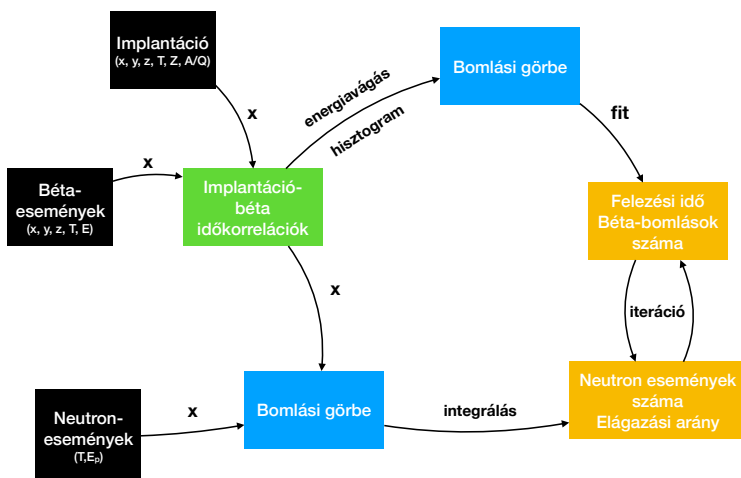 Implantáció
(x, y, z, T, Z, A/Q)
x
energiavágás
hisztogram
Bomlási görbe
fit
x
Béta-
események
(x, y, z, T, E)
Implantáció-
béta
időkorrelációk
Felezési idő
Béta-bomlások
száma
x
iteráció
Neutron-
események
(T,Eₚ)
x
Bomlási görbe
integrálás
Neutron események
száma
Elágazási arány